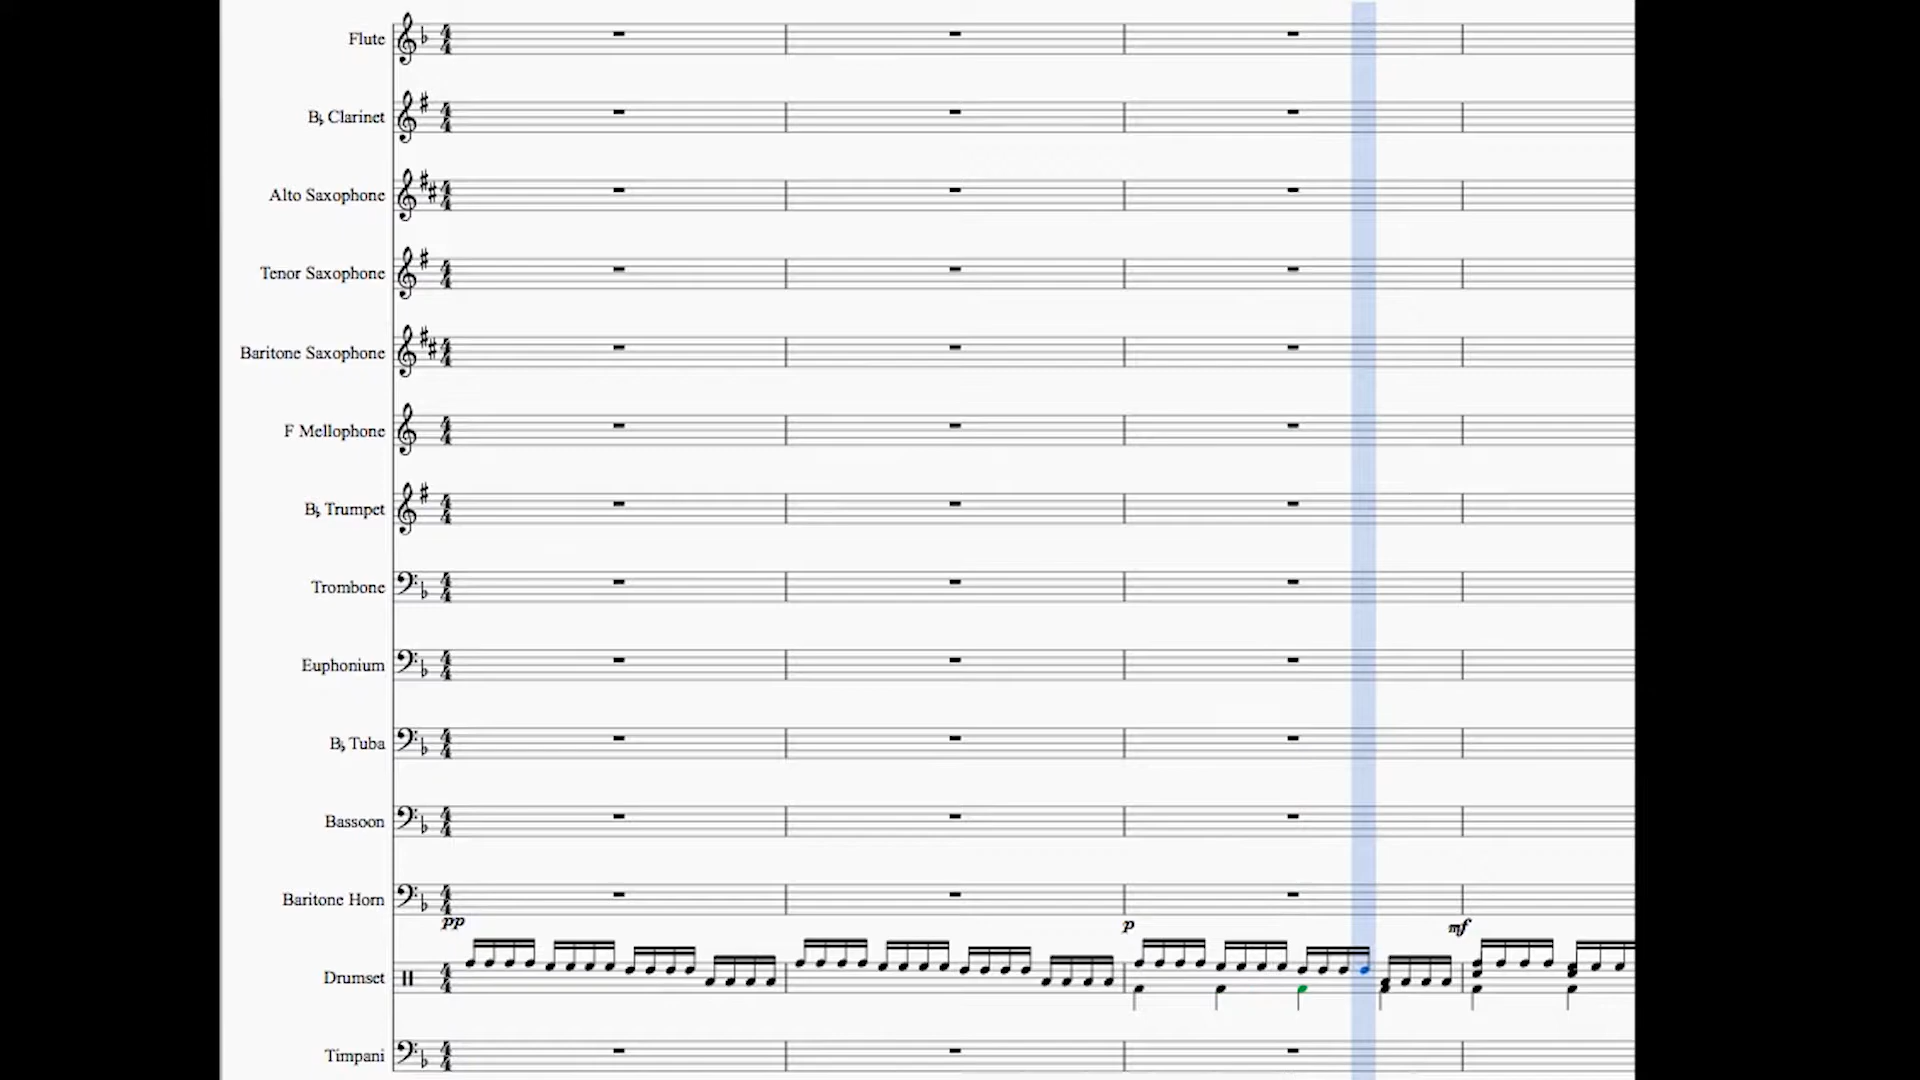 Flute
B♭ Clarinet
Alto Saxophone
Tenor Saxophone
Baritone Saxophone
F Mellophone
B♭ Trumpet
Trombone
Euphonium
B♭ Tuba
Bassoon
Baritone Horn
pp p mf
Drumset
Timpani